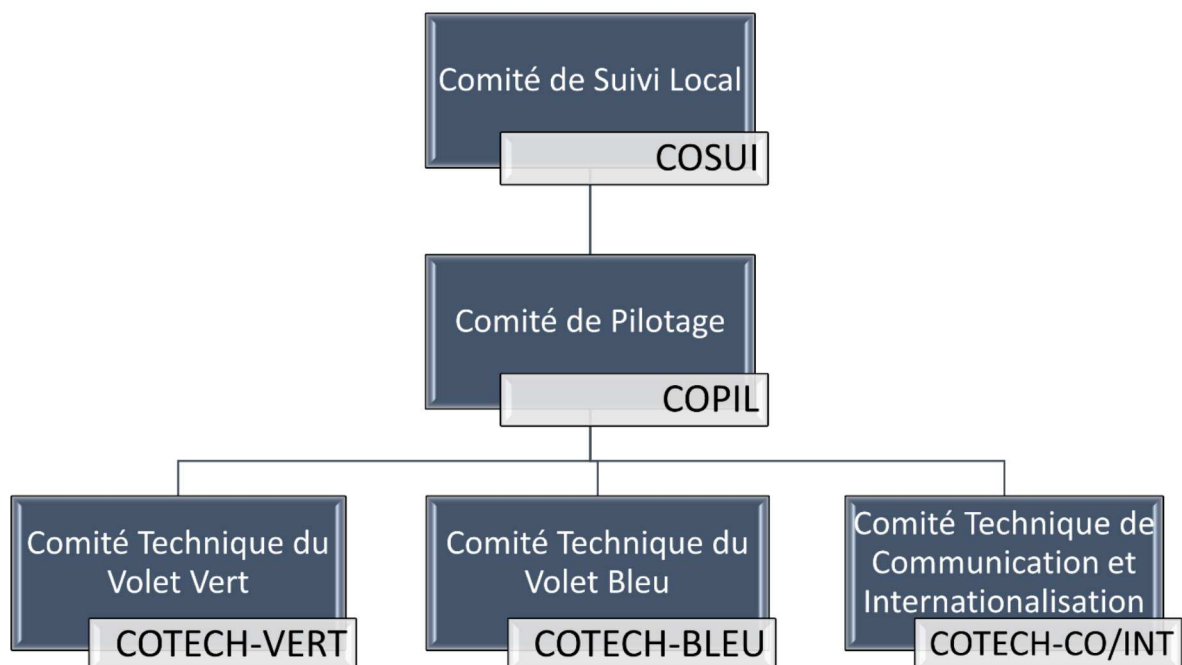 Comité de Suivi Local
COSUI
Comité de Pilotage
COPIL
Comité Technique du
Volet Vert
COTECH-VERT
Comité Technique du
Volet Bleu
COTECH-BLEU
Comité Technique de
Communication et
Internationalisation
COTECH-CO/INT